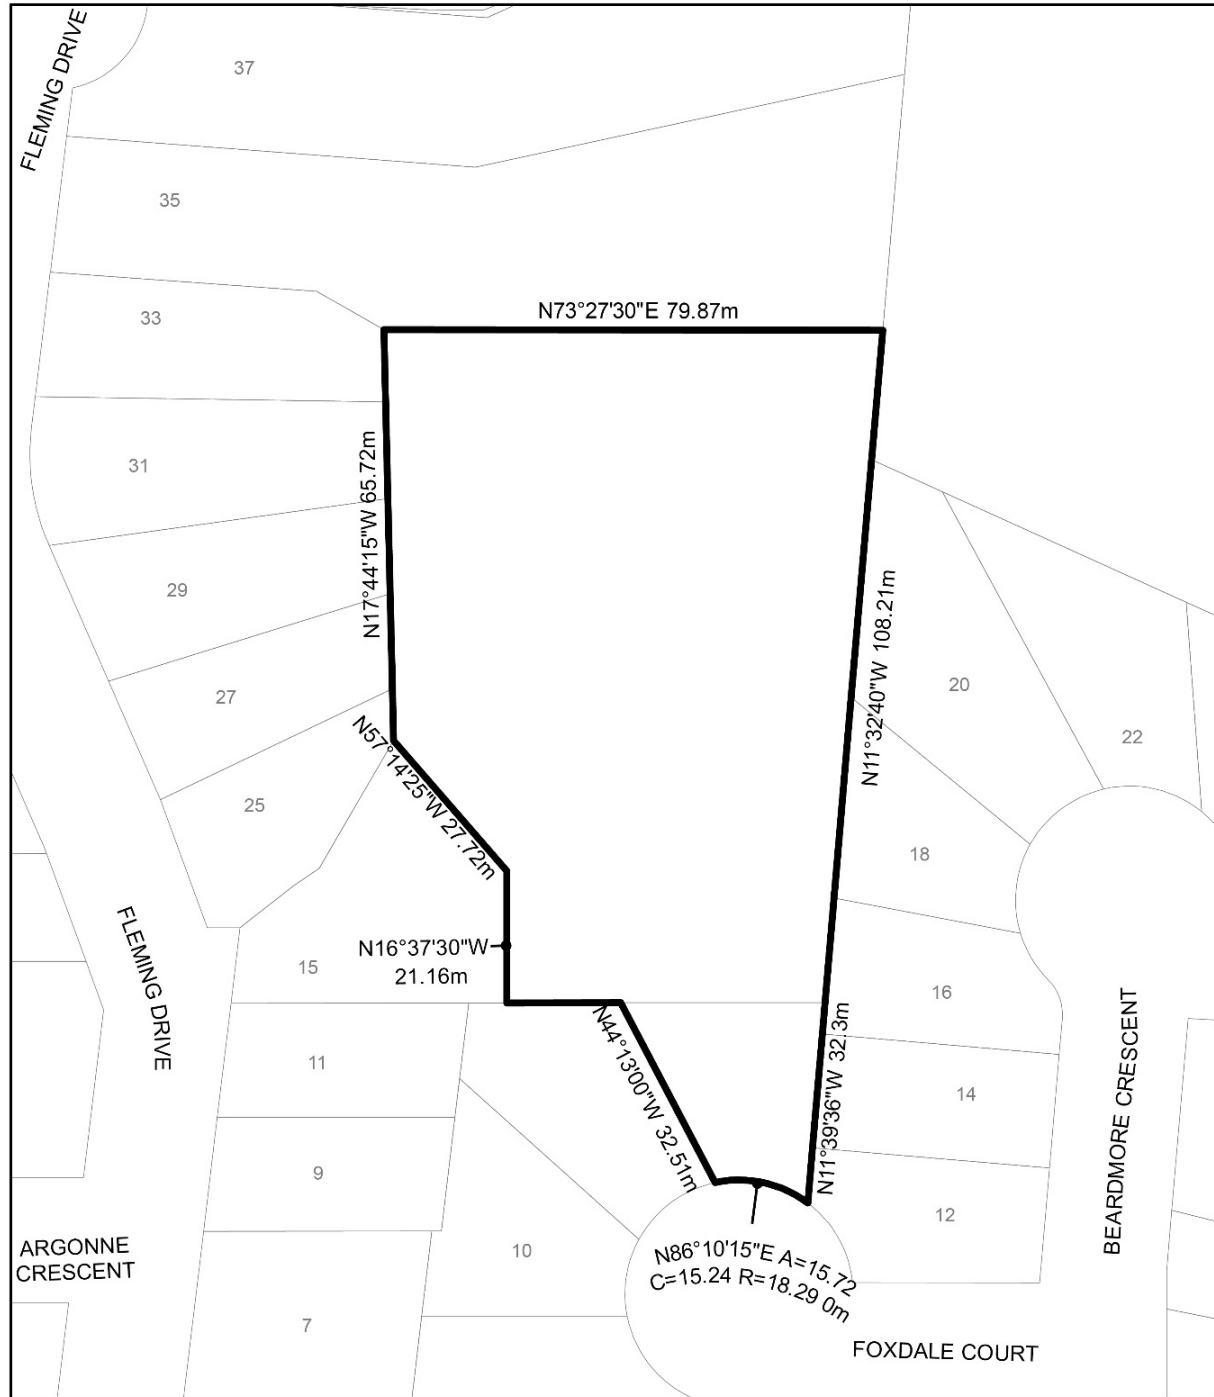 FLEMING DRIVE
37
35
33
N73°27'30"E 79.87m
31
N17°44'15"W 65.72m
29
27
N57°14'25"W 27.72m
25
N11°32'40"W 108.21m
20
22
18
FLEMING DRIVE
N16°37'30"W
21.16m
15
16
N44°13'00"W 32.51m
N11°39'36"W 32.3m
11
14
BEARDMORE CRESCENT
9
12
ARGONNE
CRESCENT
10
N86°10'15"E A=15.72
C=15.24 R=18.29 0m
7
FOXDALE COURT